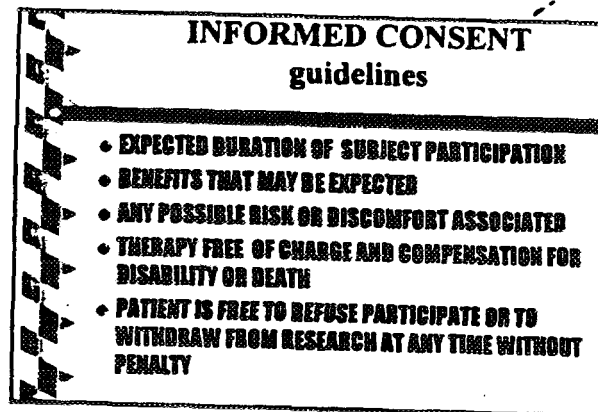 INFORMED CONSENT
guidelines
• EXPECTED DURATION OF SUBJECT PARTICIPATION
• BENEFITS THAT MAY BE EXPECTED
• ANY POSSIBLE RISK OR DISCOMFORT ASSOCIATED
• THERAPY FREE OF CHARGE AND COMPENSATION FOR
DISABILITY OR DEATH
• PATIENT IS FREE TO REFUSE PARTICIPATE OR TO
WITHDRAW FROM RESEARCH AT ANY TIME WITHOUT
PENALTY